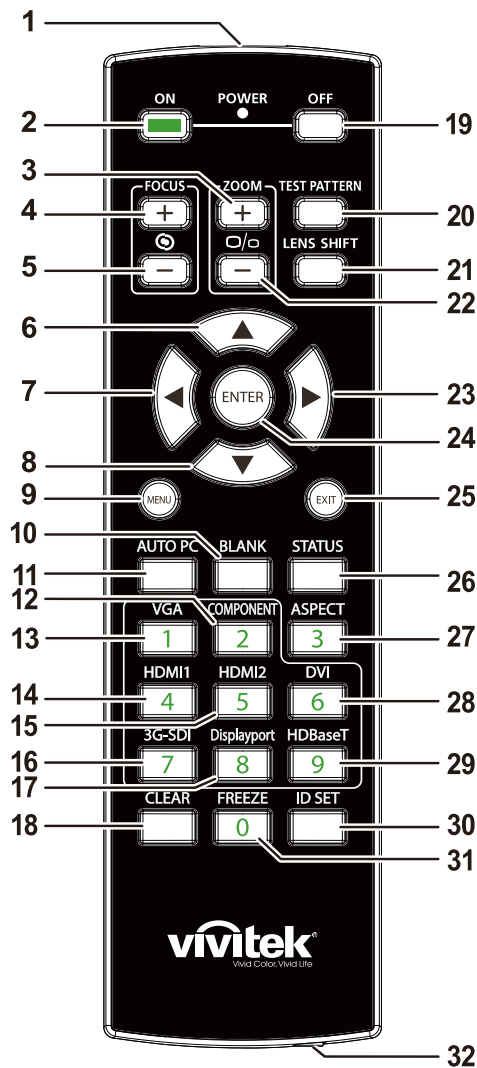 1
ON POWER OFF
2 19
3
FOCUS ZOOM TEST PATTERN
4 + + 20
LENS SHIFT
5 − − 21
22
6
7 ENTER 23
24
8
9 MENU EXIT 25
10
AUTO PC BLANK STATUS
11 26
12
VGA COMPONENT ASPECT
13 1 2 3 27
HDMI1 HDMI2 DVI
14 4 5 6 28
15
3G-SDI Displayport HDBaseT
16 7 8 9 29
17
CLEAR FREEZE ID SET
18 0 30
31
vivitek®
Vivid Color, Vivid Life
32